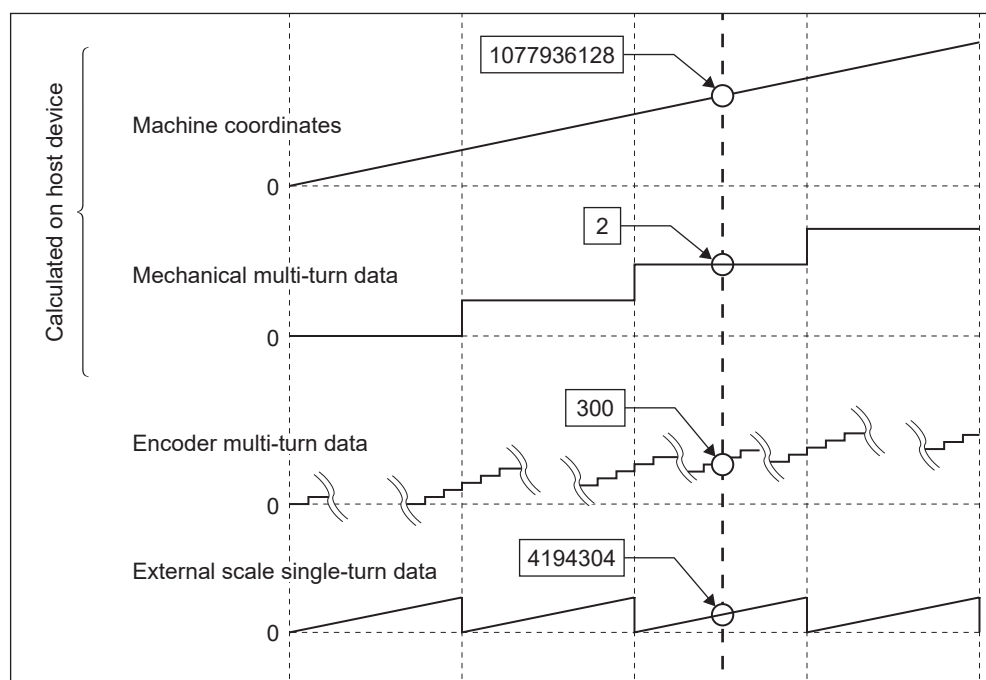 Calculated on host device
1077936128
Machine coordinates
0
2
Mechanical multi-turn data
0
300
Encoder multi-turn data
0
4194304
External scale single-turn data
0